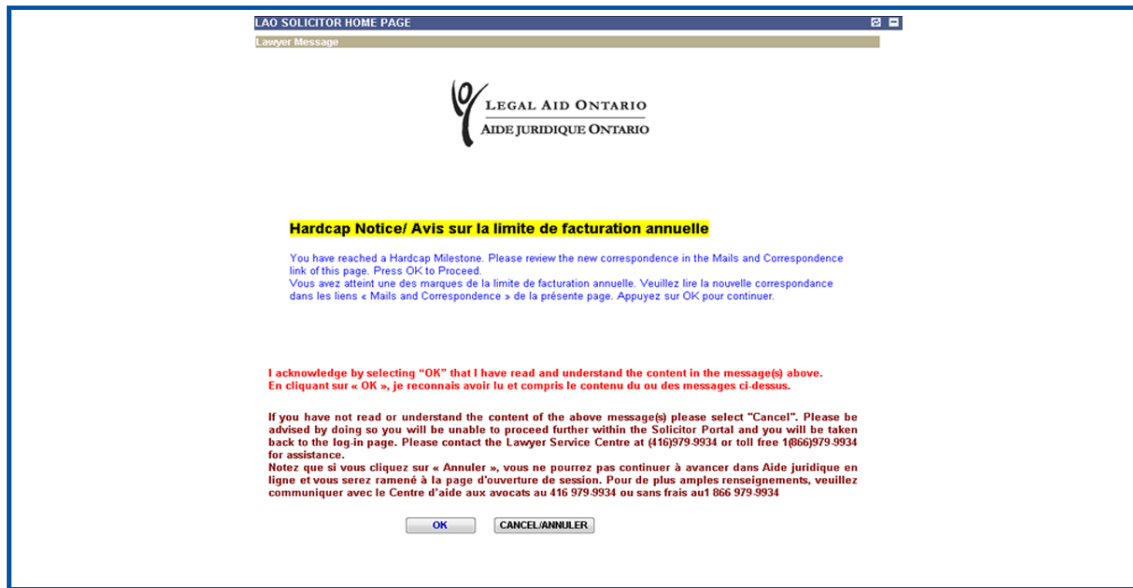 LAO SOLICITOR HOME PAGE
Lawyer Message
LEGAL AID ONTARIO
AIDE JURIDIQUE ONTARIO
Hardcap Notice/ Avis sur la limite de facturation annuelle
You have reached a Hardcap Milestone. Please review the new correspondence in the Mails and Correspondence
link of this page. Press OK to Proceed.
Vous avez atteint une des marques de la limite de facturation annuelle. Veuillez lire la nouvelle correspondance
dans les liens « Mails and Correspondence » de la présente page. Appuyez sur OK pour continuer.
I acknowledge by selecting “OK” that I have read and understand the content in the message(s) above.
En cliquant sur « OK », je reconnais avoir lu et compris le contenu du ou des messages ci-dessus.
If you have not read or understand the content of the above message(s) please select "Cancel". Please be
advised by doing so you will be unable to proceed further within the Solicitor Portal and you will be taken
back to the log-in page. Please contact the Lawyer Service Centre at (416)979-9934 or toll free 1(866)979-9934
for assistance.
Notez que si vous cliquez sur « Annuler », vous ne pourrez pas continuer à avancer dans Aide juridique en
ligne et vous serez ramené à la page d'ouverture de session. Pour de plus amples renseignements, veuillez
communiquer avec le Centre d'aide aux avocats au 416 979-9934 ou sans frais au1 866 979-9934
OK CANCEL/ANNULER